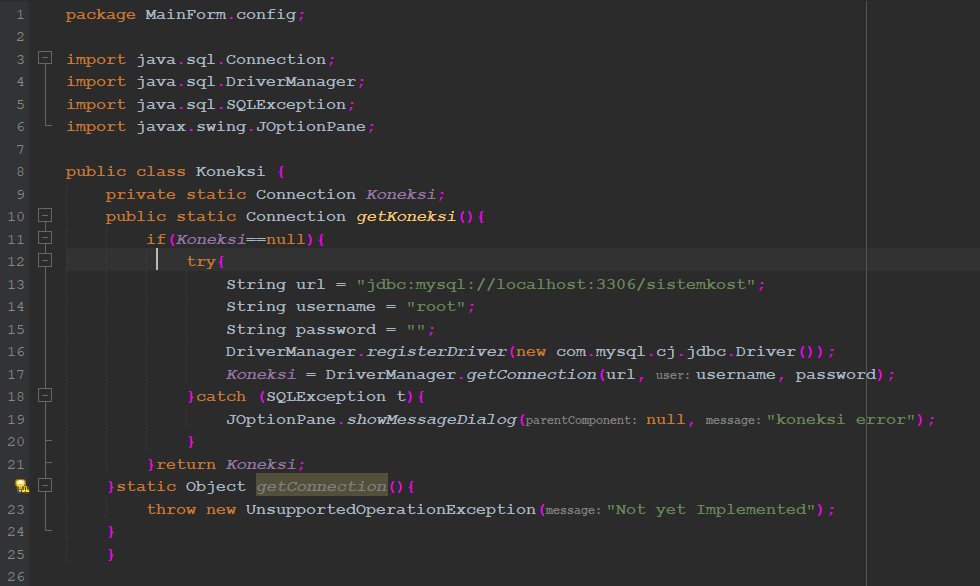 1 package MainForm.config;
2
3 import java.sql.Connection;
4 import java.sql.DriverManager;
5 import java.sql.SQLException;
6 import javax.swing.JOptionPane;
7
8 public class Koneksi {
9 private static Connection Koneksi;
10 public static Connection getKoneksi(){
11 if(Koneksi==null){
12 try{
13 String url = "jdbc:mysql://localhost:3306/sistemkost";
14 String username = "root";
15 String password = "";
16 DriverManager.registerDriver(new com.mysql.cj.jdbc.Driver());
17 Koneksi = DriverManager.getConnection(url, user: username, password);
18 }catch (SQLException t){
19 JOptionPane.showMessageDialog(parentComponent: null, message: "koneksi error");
20 }
21 }return Koneksi;
}static Object getConnection(){
23 throw new UnsupportedOperationException(message: "Not yet Implemented");
24 }
25 }
26